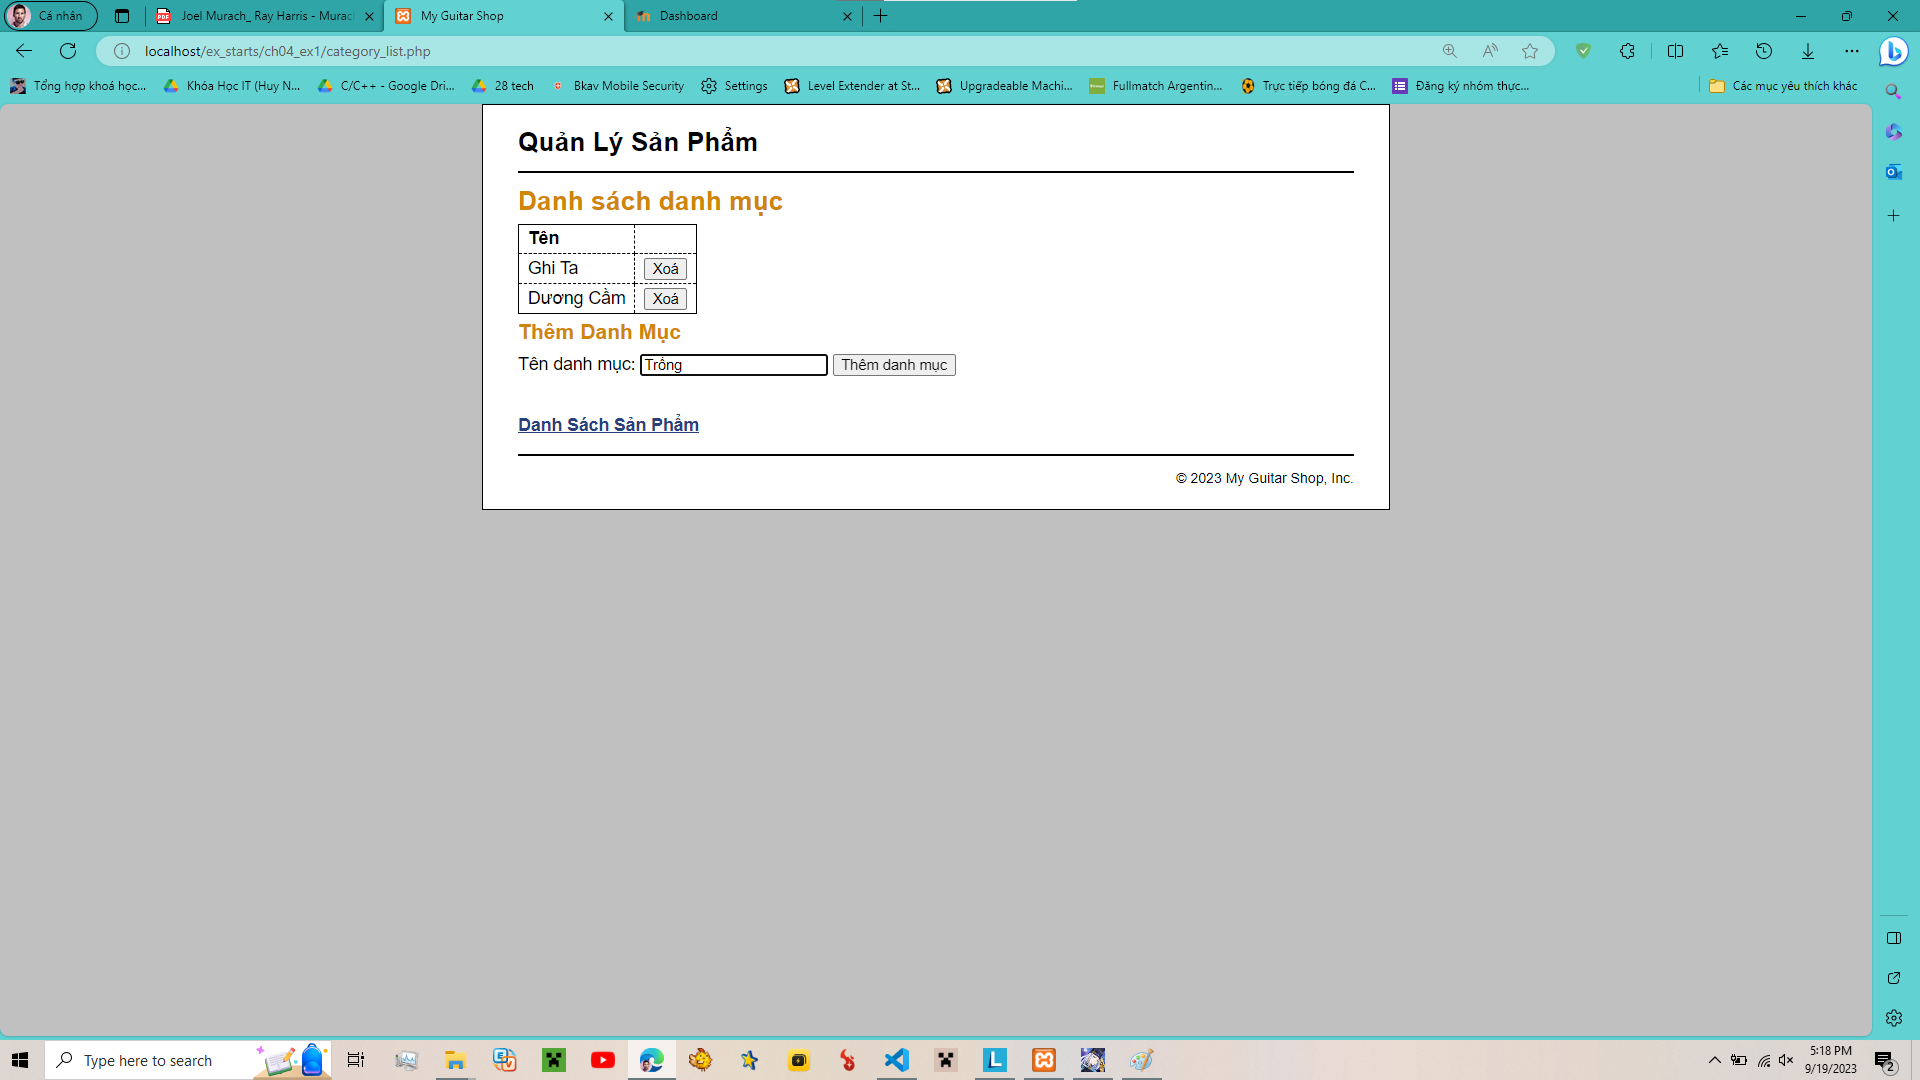 Cá nhân
Joel Murach_ Ray Harris - Murach
My Guitar Shop
Dashboard
localhost/ex_starts/ch04_ex1/category_list.php
Tổng hợp khoá học...
Khóa Học IT (Huy N...
C/C++ - Google Dri...
28 tech
Bkav Mobile Security
Settings
Level Extender at St...
Upgradeable Machi...
Fullmatch Argentin...
Trực tiếp bóng đá C...
Đăng ký nhóm thực...
Các mục yêu thích khác
Quản Lý Sản Phẩm
Danh sách danh mục
Tên
Ghi Ta Xoá
Dương Cầm Xoá
Thêm Danh Mục
Tên danh mục: Trống Thêm danh mục
Danh Sách Sản Phẩm
© 2023 My Guitar Shop, Inc.
Type here to search
5:18 PM
9/19/2023
2